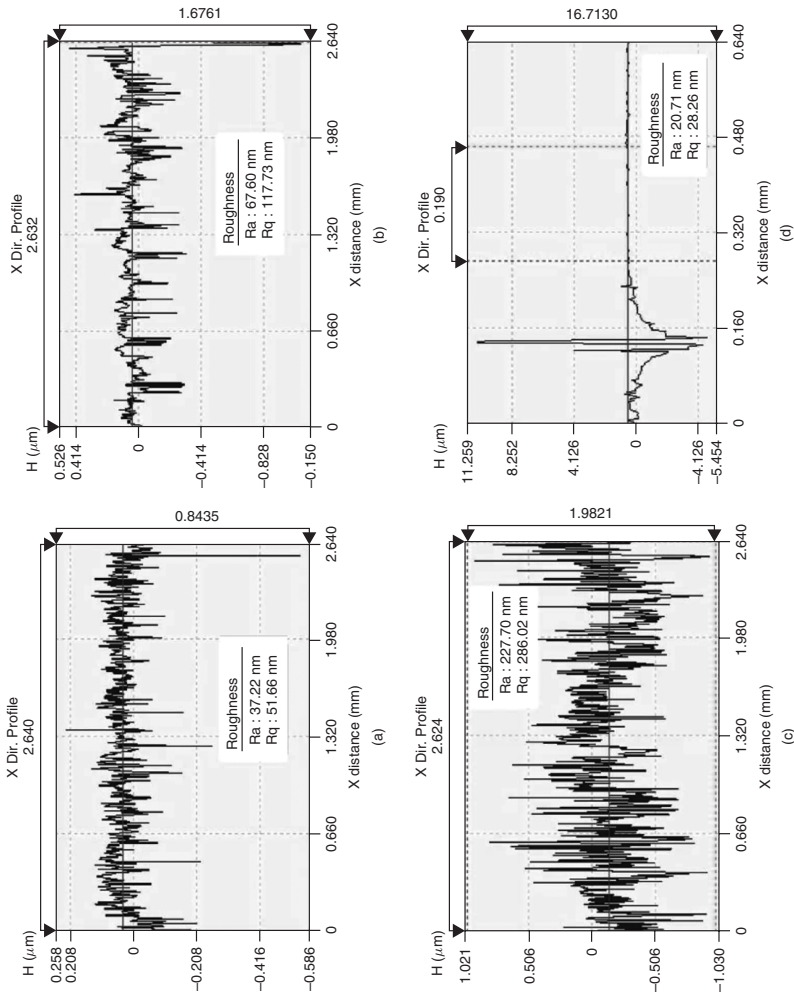 X Dir. Profile
2.640
H (μm)
0.258
0.208
0
−0.208
−0.416
−0.586
0.8435
Roughness
Ra : 37.22 nm
Rq : 51.66 nm
0
0.660
1.320
1.980
2.640
X distance (mm)
(a)
X Dir. Profile
2.632
H (μm)
0.526
0.414
0
−0.414
−0.828
−0.150
1.6761
Roughness
Ra : 67.60 nm
Rq : 117.73 nm
0
0.660
1.320
1.980
2.640
X distance (mm)
(b)
X Dir. Profile
2.624
H (μm)
1.021
0.506
0
−0.506
−1.030
1.9821
Roughness
Ra : 227.70 nm
Rq : 286.02 nm
0
0.660
1.320
1.980
2.640
X distance (mm)
(c)
X Dir. Profile
0.190
H (μm)
11.259
8.252
4.126
0
−4.126
−5.454
16.7130
Roughness
Ra : 20.71 nm
Rq : 28.26 nm
0
0.160
0.320
0.480
0.640
X distance (mm)
(d)